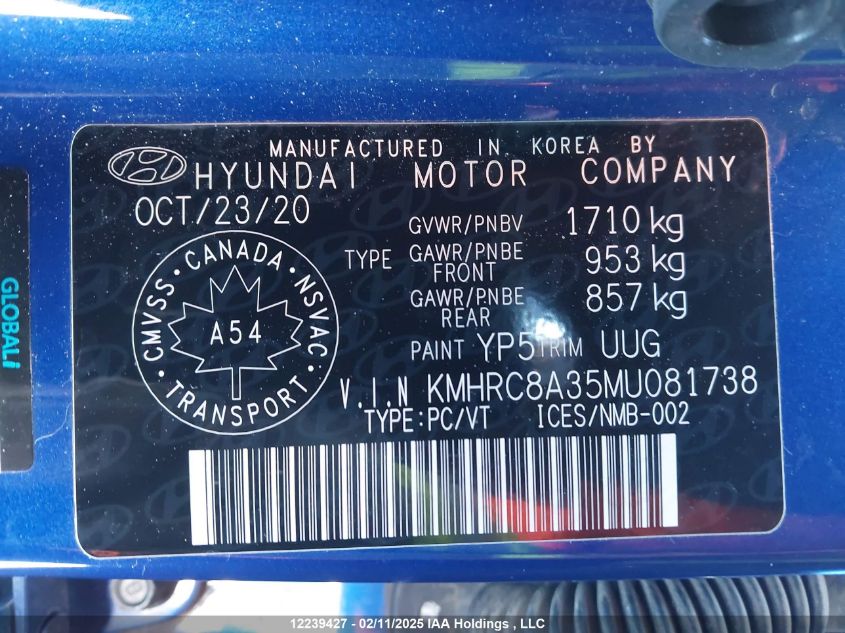 MANUFACTURED IN KOREA BY
HYUNDAI MOTOR COMPANY
OCT/23/20
GVWR/PNBV 1710 kg
TYPE GAWR/PNBE FRONT 953 kg
GAWR/PNBE REAR 857 kg
PAINT YP5 TRIM UUG
CMVSS · CANADA · NSVAC · TRANSPORT ·
A54
V.I.N KMHRC8A35MU081738
TYPE:PC/VT ICES/NMB-002
GLOBALi
12239427 - 02/11/2025 IAA Holdings, LLC